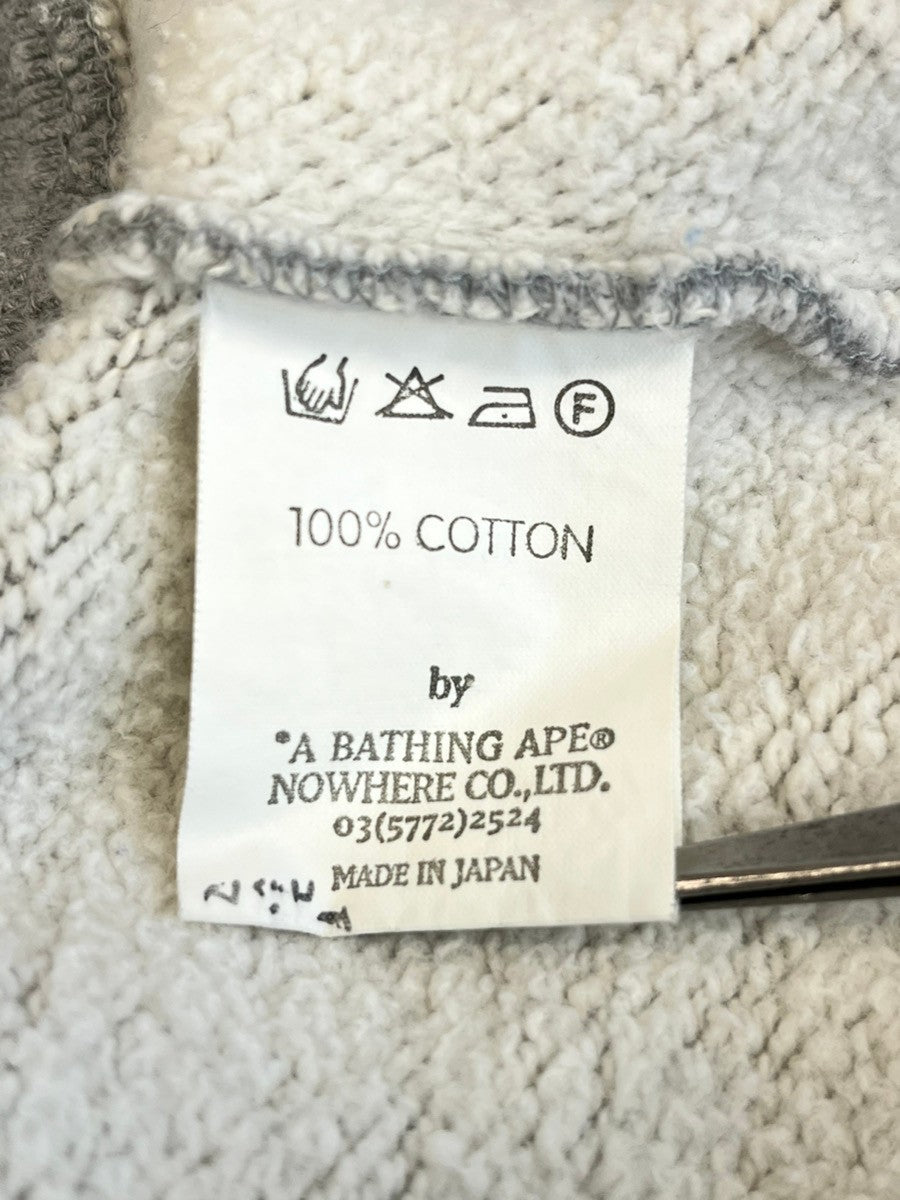 F
100% COTTON
by
*A BATHING APE®
NOWHERE CO.,LTD.
03(5772)2524
MADE IN JAPAN